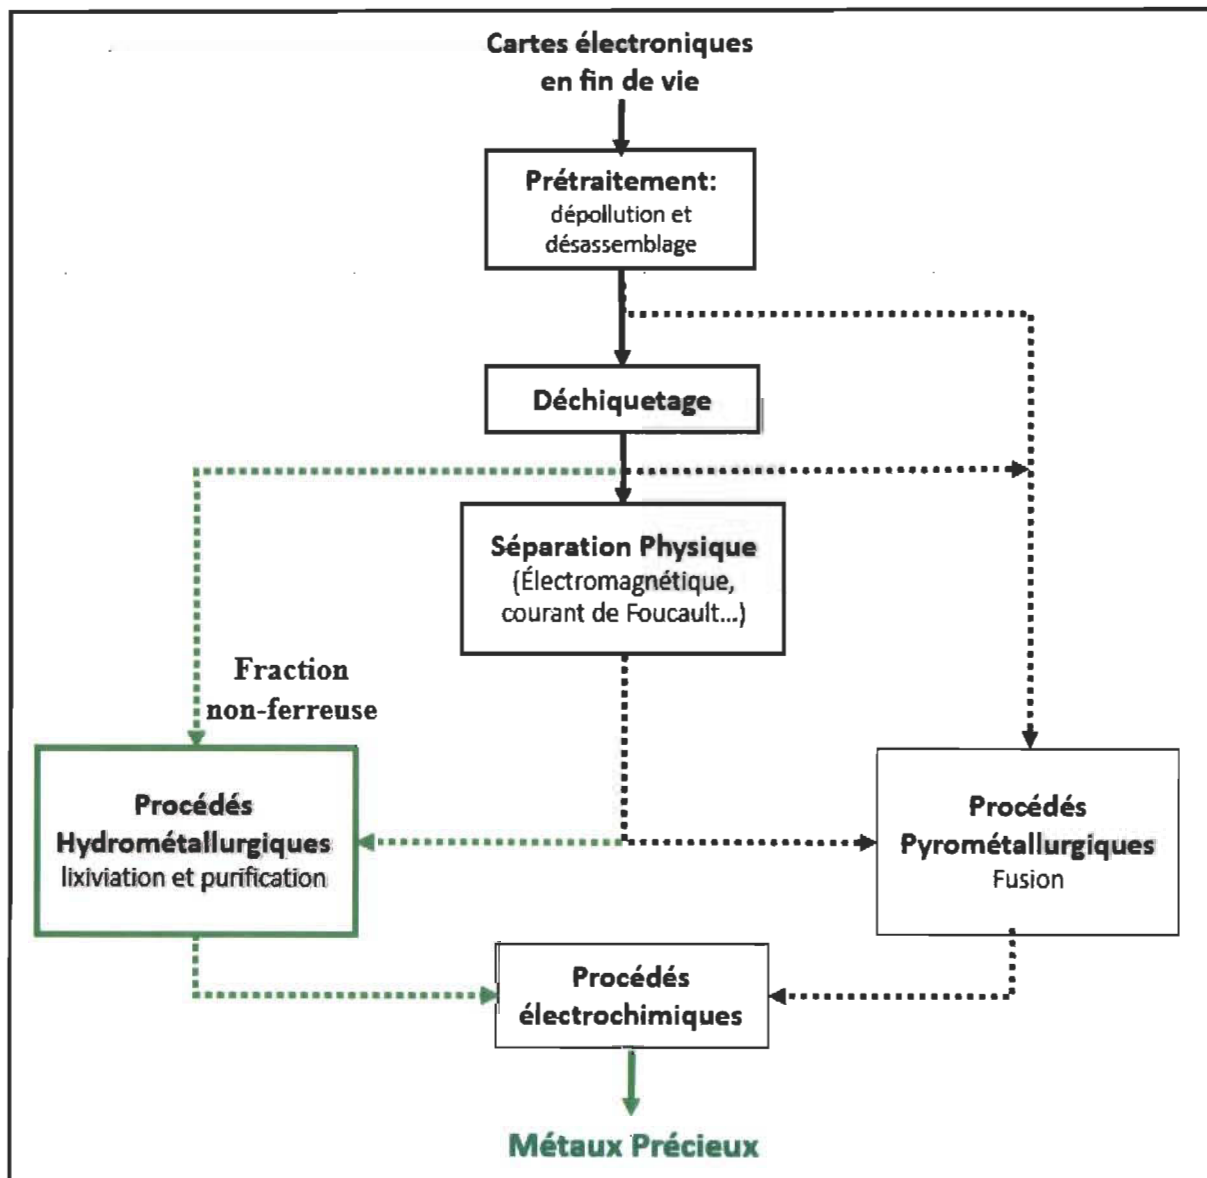 Cartes électroniques
en fin de vie
Prétraitement:
dépollution et
désassemblage
Déchiquetage
Séparation Physique
(Électromagnétique,
courant de Foucault...)
Fraction
non-ferreuse
Procédés
Hydrométallurgiques
lixiviation et purification
Procédés
Pyrométallurgiques
Fusion
Procédés
électrochimiques
Métaux Précieux